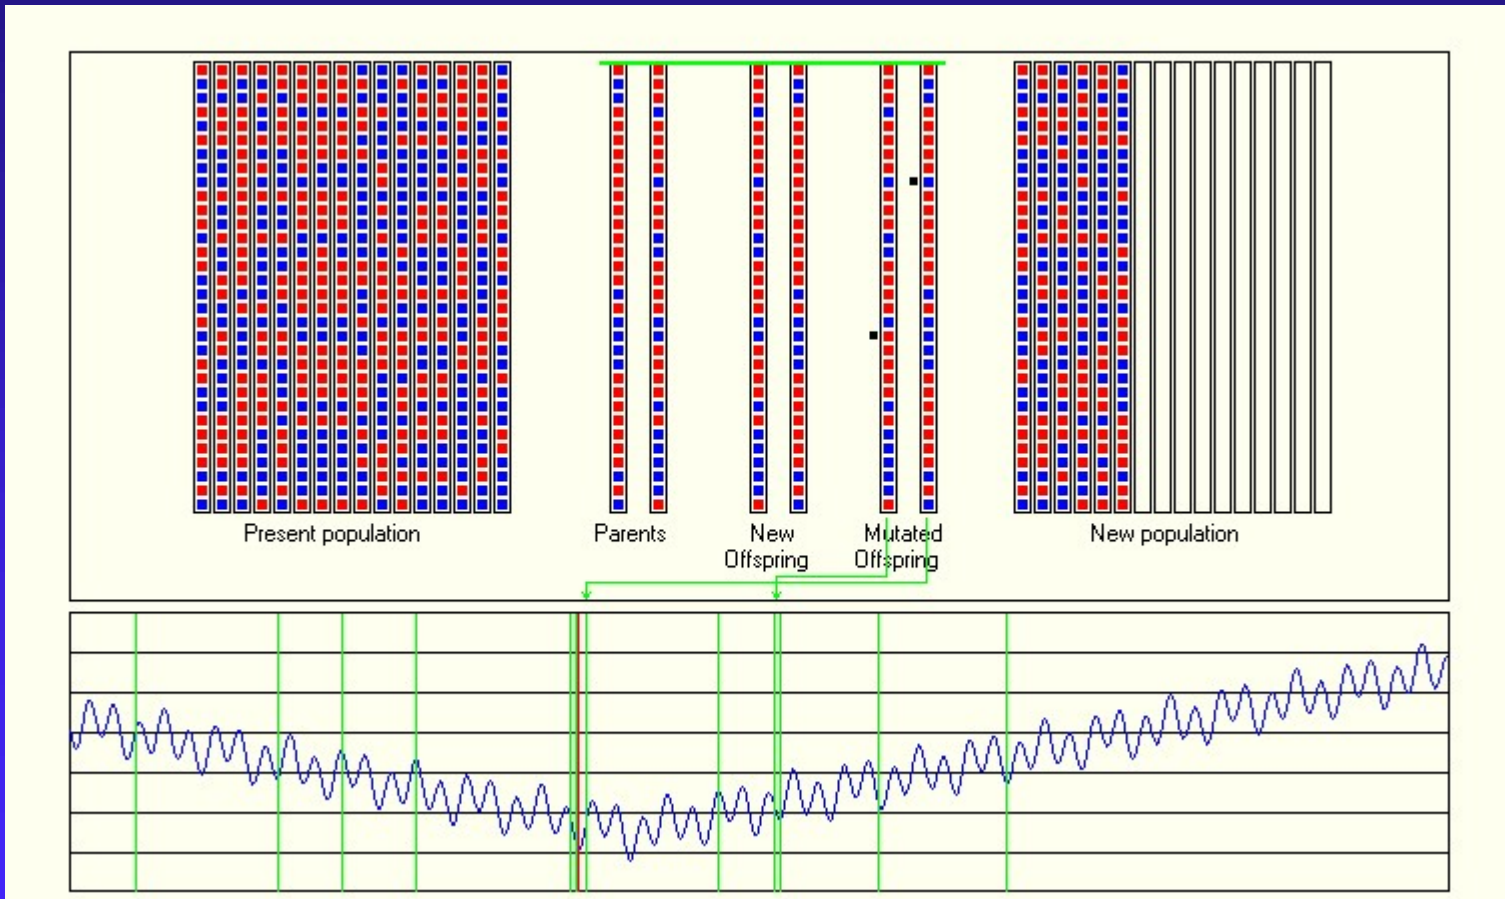 Present population
Parents
New
Offspring
Mutated
Offspring
New population